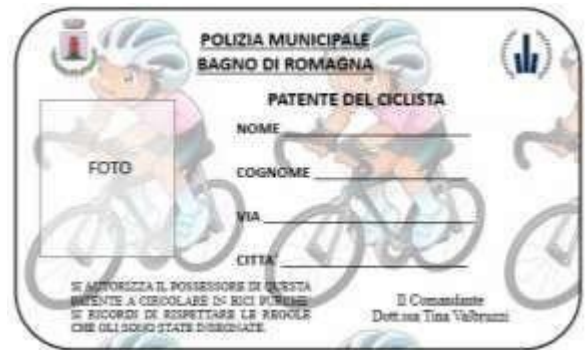 POLIZIA MUNICIPALE
BAGNO DI ROMAGNA
PATENTE DEL CICLISTA
NOME
FOTO
COGNOME
VIA
CITTA'
SI AUTORIZZA IL POSSESSORE DI QUESTA
PATENTE A CIRCOLARE IN BICI PURCHE'
SI RICORDI DI RISPETTARE LE REGOLE
CHE GLI SONO STATE INSEGNATE.
Il Comandante
Dott.ssa Tina Valbruzzi